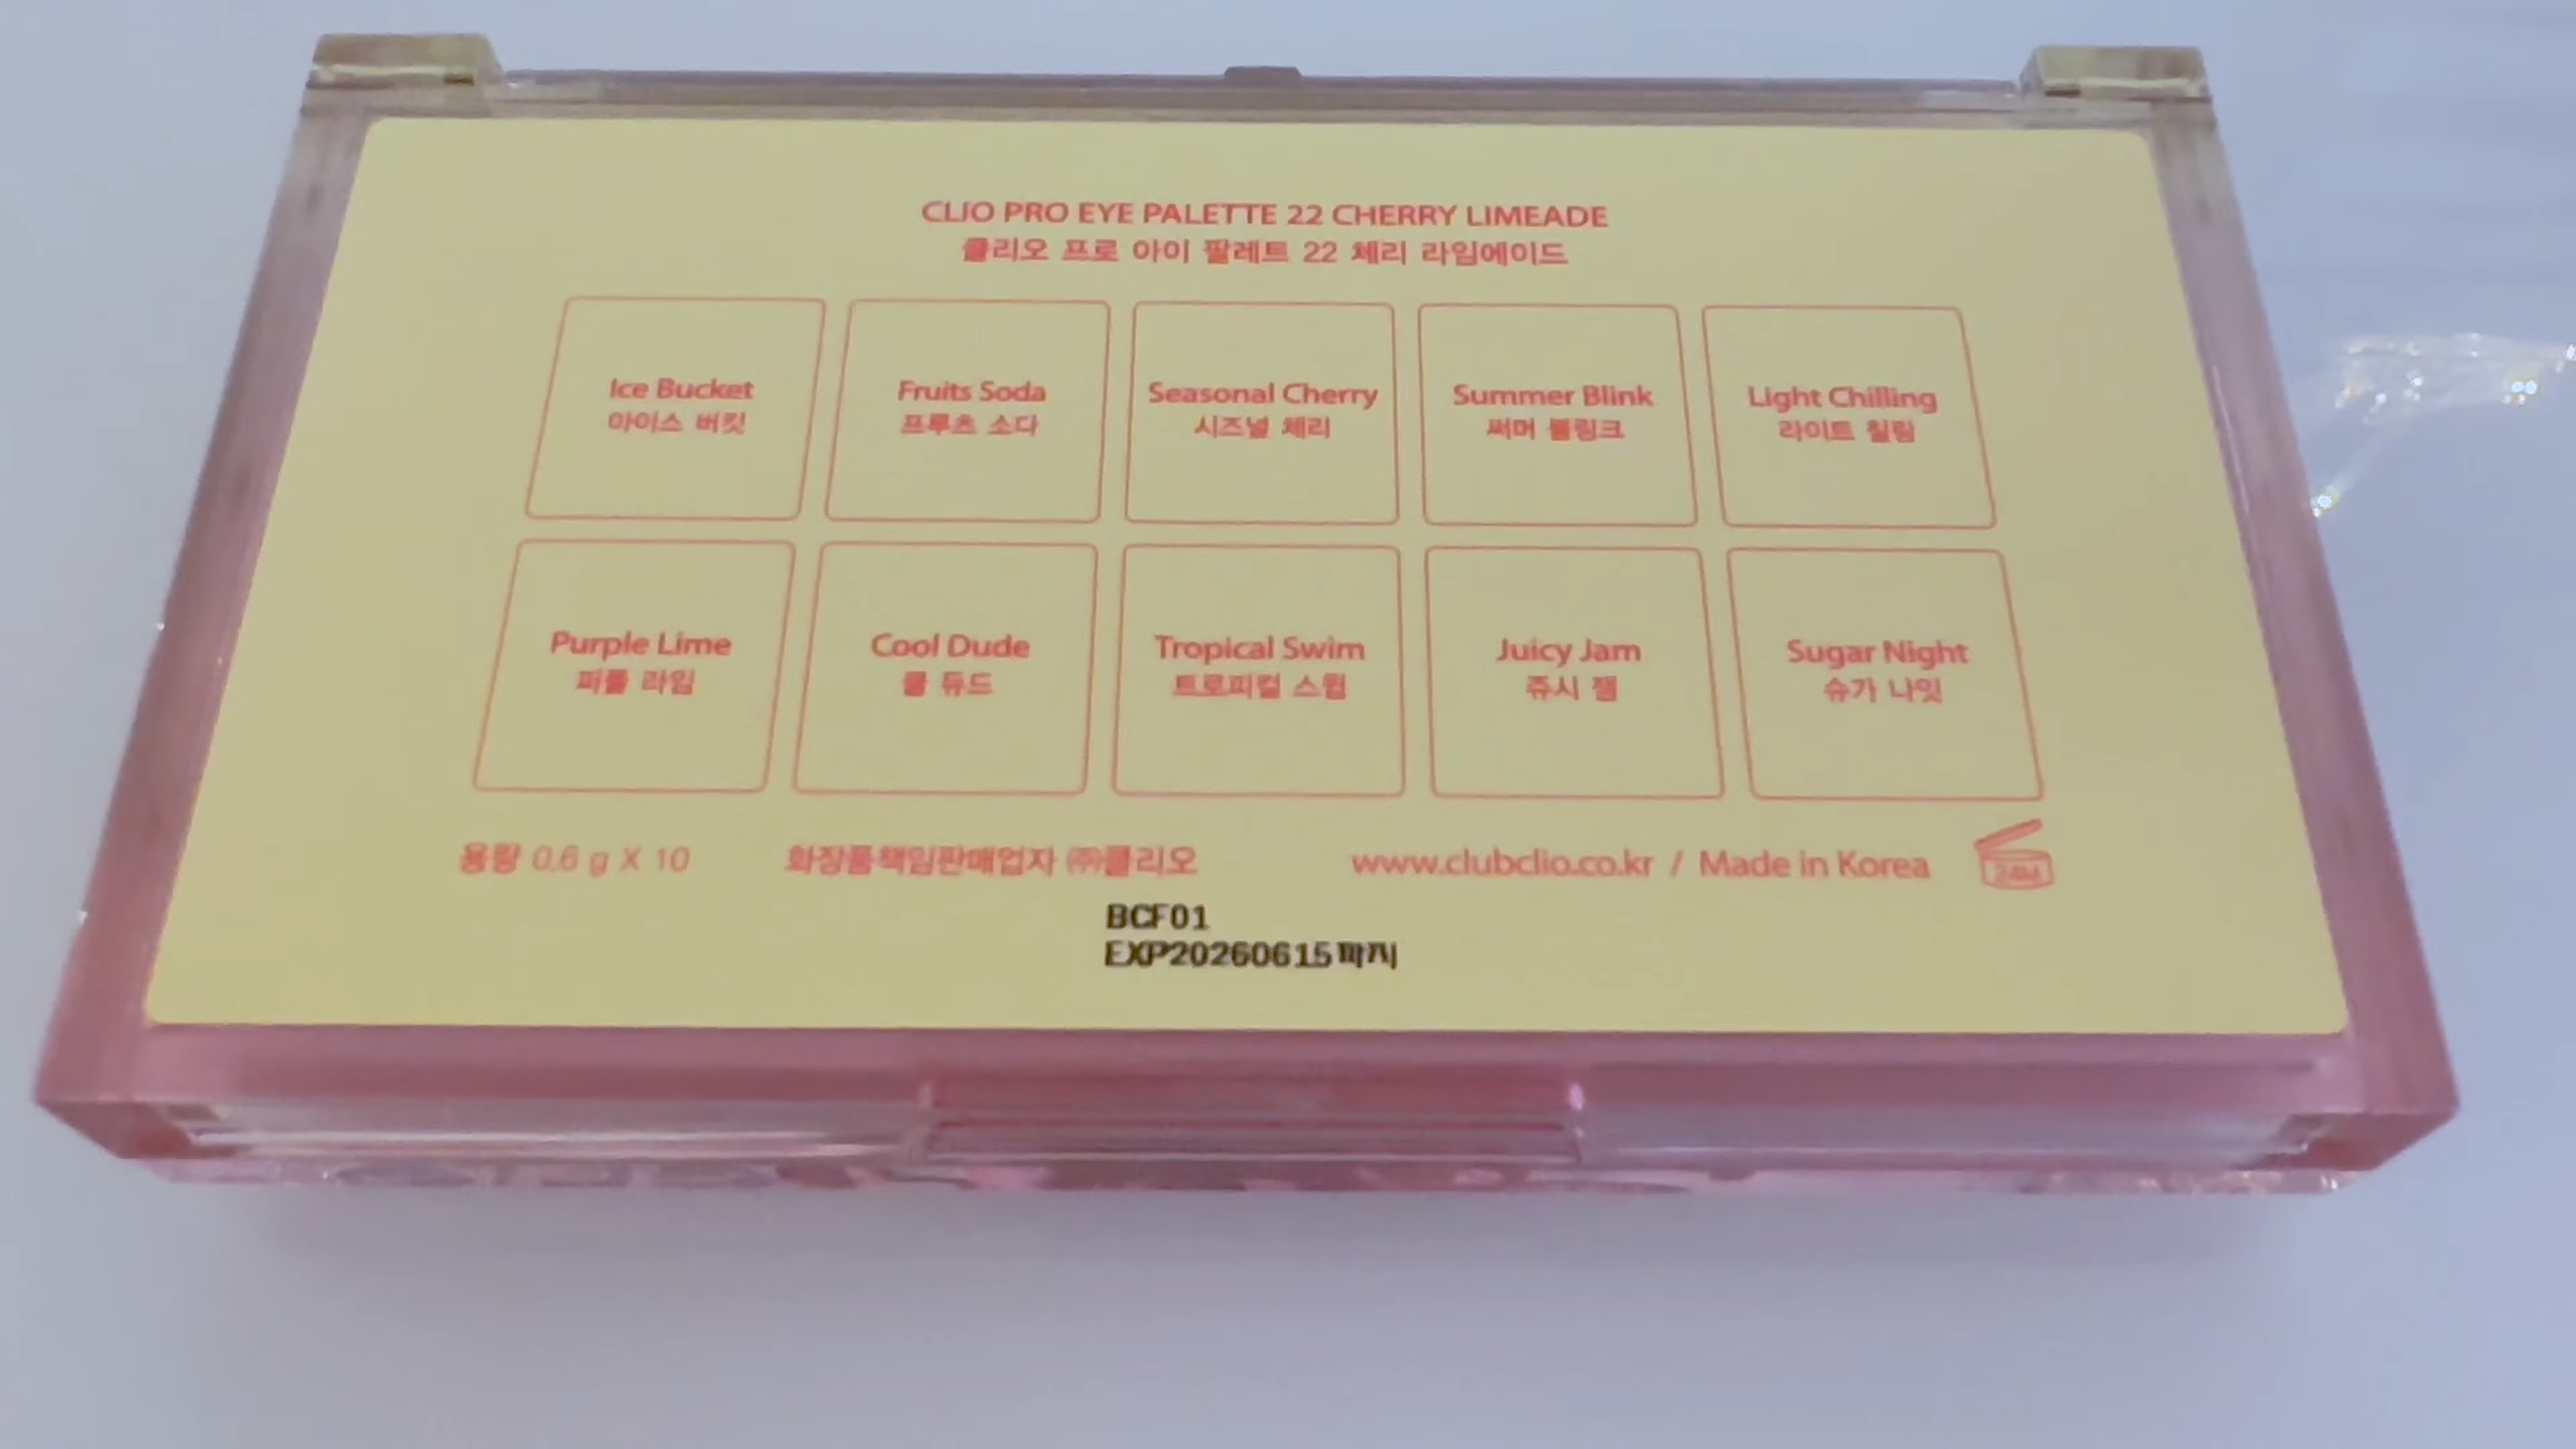 CLIO PRO EYE PALETTE 22 CHERRY LIMEADE
클리오 프로 아이 팔레트 22 체리 라임에이드
Ice Bucket
아이스 버킷
Fruits Soda
프루츠 소다
Seasonal Cherry
시즈널 체리
Summer Blink
써머 블링크
Light Chilling
라이트 칠링
Purple Lime
퍼플 라임
Cool Dude
쿨 듀드
Tropical Swim
트로피컬 스윔
Juicy Jam
쥬시 잼
Sugar Night
슈가 나잇
용량 0.6 g X 10
화장품책임판매업자 ㈜클리오
www.clubclio.co.kr / Made in Korea
24M
BCF01
EXP20260615까지